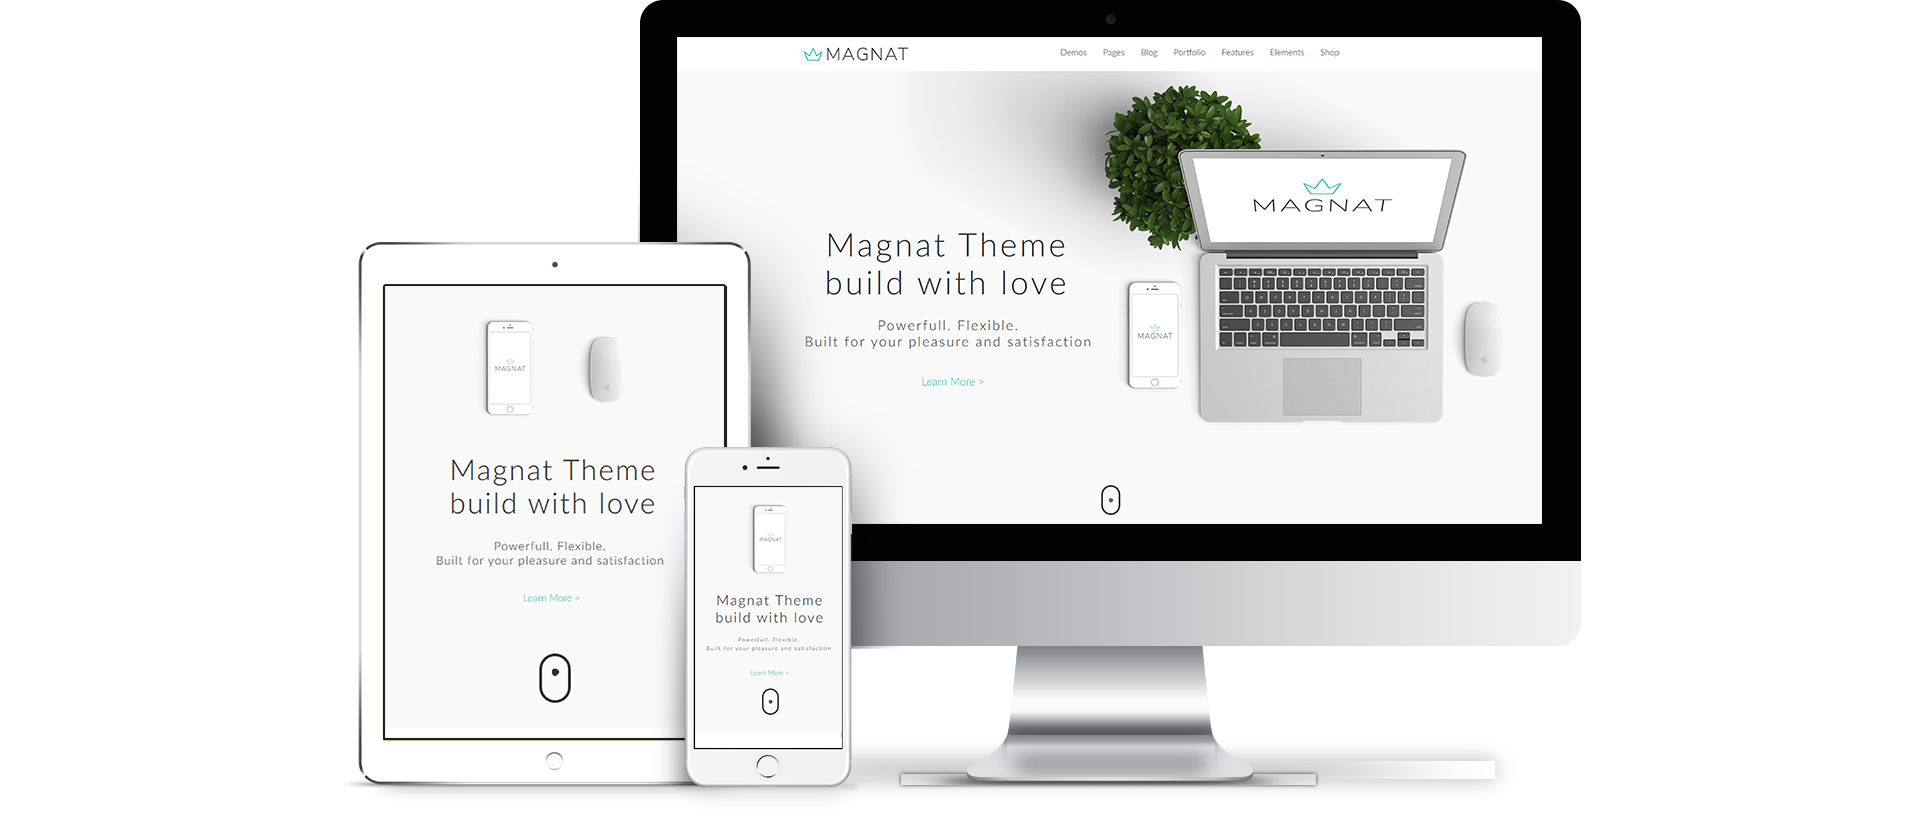 MAGNAT
Demos Pages Blog Portfolio Features Elements Shop
MAGNAT
Magnat Theme
build with love
Powerfull. Flexible.
Built for your pleasure and satisfaction
Learn More >
MAGNAT
MAGNAT
Magnat Theme
build with love
Powerfull. Flexible.
Built for your pleasure and satisfaction
Learn More >
MAGNAT
Magnat Theme
build with love
Powerfull. Flexible.
Built for your pleasure and satisfaction
Learn More >